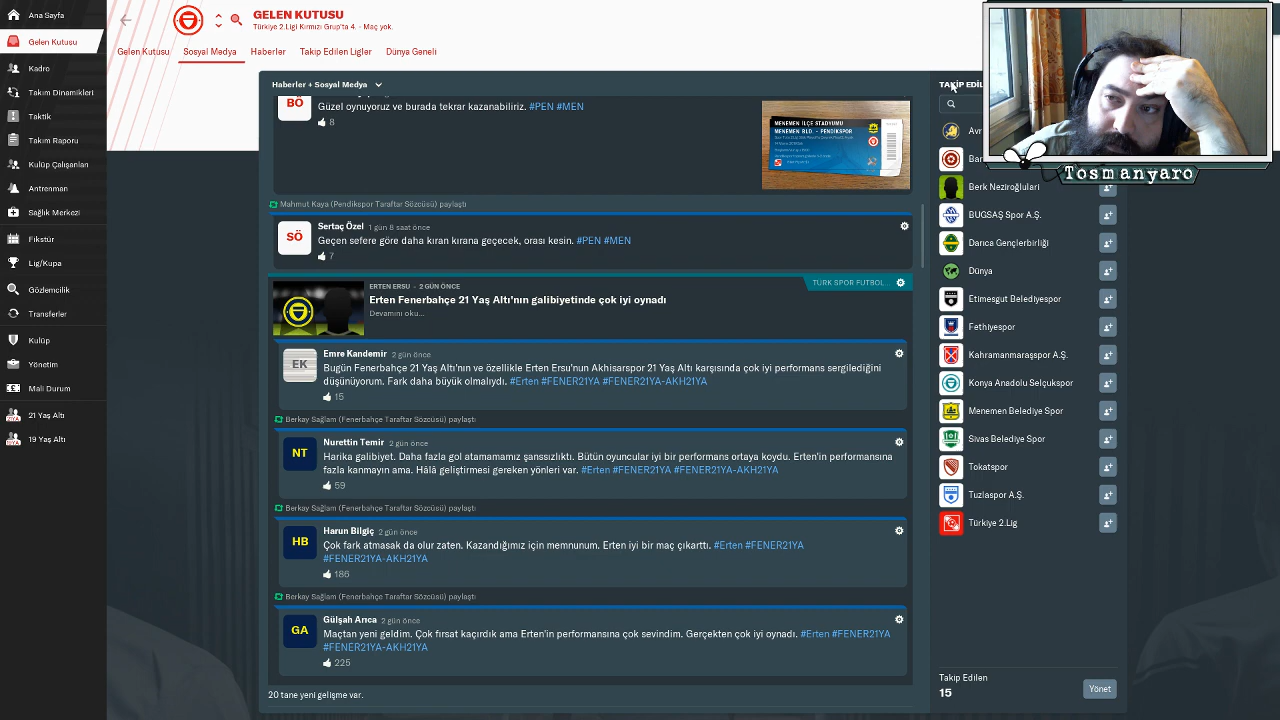 Ana Sayfa
Gelen Kutusu
Kadro
Takım Dinamikleri
Taktik
Takım Raporu
Kulüp Çalışanları
Antrenman
Sağlık Merkezi
Fikstür
Lig/Kupa
Gözlemcilik
Transferler
Kulüp
Yönetim
Mali Durum
21 Yaş Altı
19 Yaş Altı
GELEN KUTUSU
Türkiye 2.Ligi Kırmızı Grup'ta 4. - Maç yok.
Gelen Kutusu
Sosyal Medya
Haberler
Takip Edilen Ligler
Dünya Geneli
Haberler + Sosyal Medya
BÖ
Güzel oynuyoruz ve burada tekrar kazanabiliriz. #PEN #MEN
8
MENEMEN İLÇE STADYUMU
MENEMEN BLD. - PENDİKSPOR
Mahmut Kaya (Pendikspor Taraftar Sözcüsü) paylaştı
SÖ
Sertaç Özel 1 gün 8 saat önce
Geçen sefere göre daha kıran kırana geçecek, orası kesin. #PEN #MEN
7
ERTEN ERSU - 2 GÜN ÖNCE
TÜRK SPOR FUTBOL...
Erten Fenerbahçe 21 Yaş Altı'nın galibiyetinde çok iyi oynadı
Devamını oku...
EK
Emre Kandemir 2 gün önce
Bugün Fenerbahçe 21 Yaş Altı'nın ve özellikle Erten Ersu'nun Akhisarspor 21 Yaş Altı karşısında çok iyi performans sergilediğini
düşünüyorum. Fark daha büyük olmalıydı. #Erten #FENER21YA #FENER21YA-AKH21YA
15
Berkay Sağlam (Fenerbahçe Taraftar Sözcüsü) paylaştı
NT
Nurettin Temir 2 gün önce
Harika galibiyet. Daha fazla gol atamamamız şanssızlıktı. Bütün oyuncular iyi bir performans ortaya koydu. Erten'in performansına
fazla kanmayın ama. Hâlâ geliştirmesi gereken yönleri var. #Erten #FENER21YA #FENER21YA-AKH21YA
59
Berkay Sağlam (Fenerbahçe Taraftar Sözcüsü) paylaştı
HB
Harun Bilgiç 2 gün önce
Çok fark atmasak da olur zaten. Kazandığımız için memnunum. Erten iyi bir maç çıkarttı. #Erten #FENER21YA
#FENER21YA-AKH21YA
186
Berkay Sağlam (Fenerbahçe Taraftar Sözcüsü) paylaştı
GA
Gülşah Arıca 2 gün önce
Maçtan yeni geldim. Çok fırsat kaçırdık ama Erten'in performansına çok sevindim. Gerçekten çok iyi oynadı. #Erten #FENER21YA
#FENER21YA-AKH21YA
225
20 tane yeni gelişme var.
TAKİP EDİL
Avr
Ban
Berk Neziroğluları
BUGSAŞ Spor A.Ş.
Darıca Gençlerbirliği
Dünya
Etimesgut Belediyespor
Fethiyespor
Kahramanmaraşspor A.Ş.
Konya Anadolu Selçukspor
Menemen Belediye Spor
Sivas Belediye Spor
Tokatspor
Tuzlaspor A.Ş.
Türkiye 2.Lig
Takip Edilen
15
Yönet
Tosmanyaro